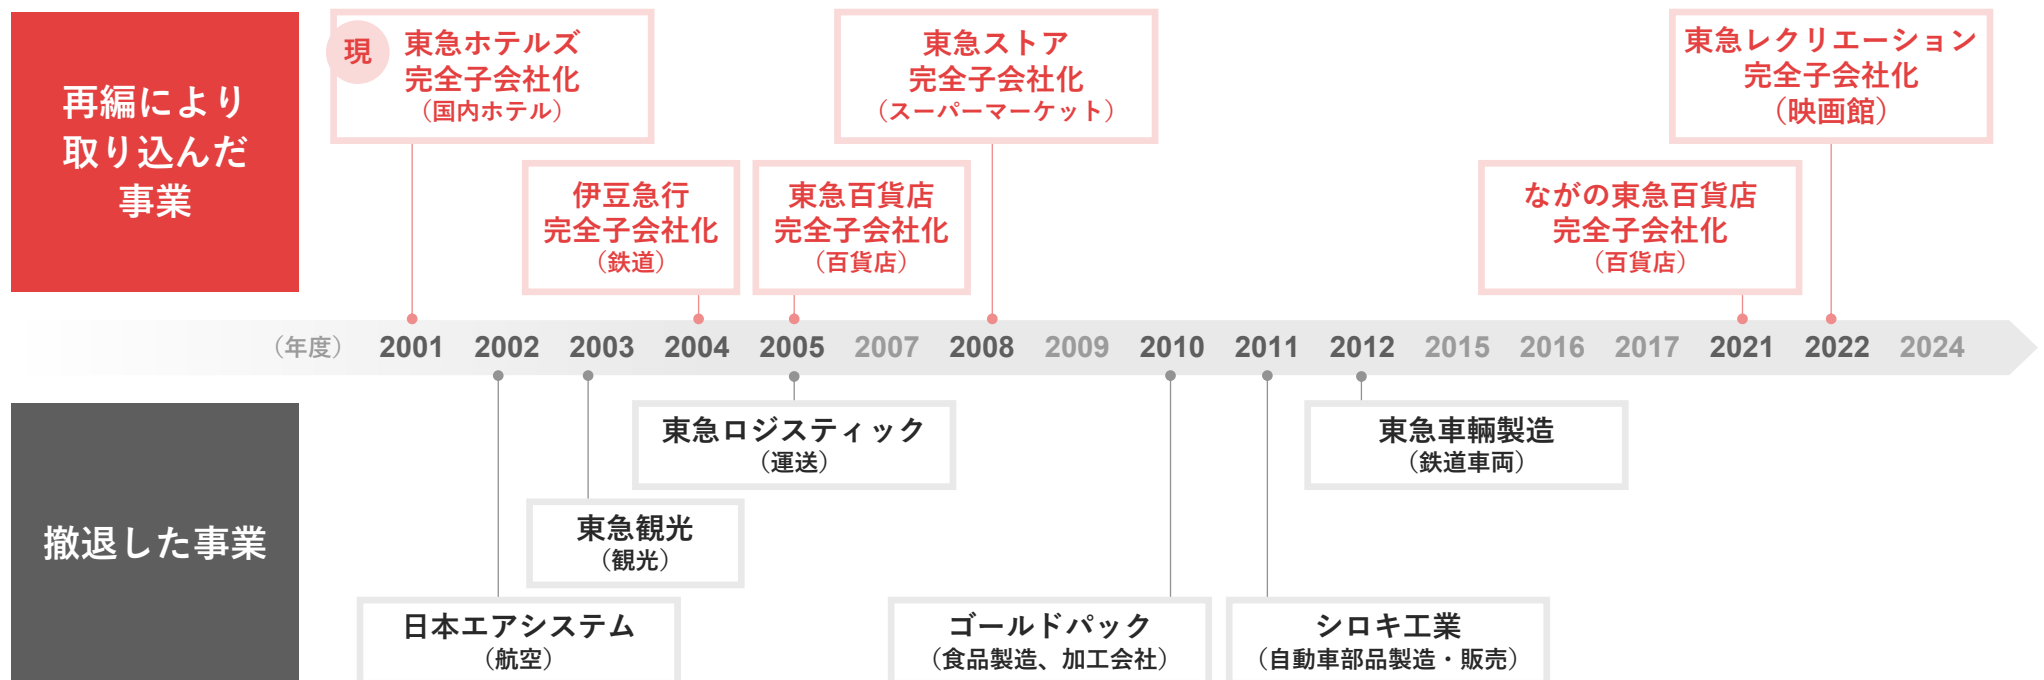 再編により
取り込んだ
事業
現
東急ホテルズ
完全子会社化
（国内ホテル）
東急ストア
完全子会社化
（スーパーマーケット）
東急レクリエーション
完全子会社化
（映画館）
伊豆急行
完全子会社化
（鉄道）
東急百貨店
完全子会社化
（百貨店）
ながの東急百貨店
完全子会社化
（百貨店）
（年度） 2001 2002 2003 2004 2005 2007 2008 2009 2010 2011 2012 2015 2016 2017 2021 2022 2024
撤退した事業
東急ロジスティック
（運送）
東急車輛製造
（鉄道車両）
東急観光
（観光）
日本エアシステム
（航空）
ゴールドパック
（食品製造、加工会社）
シロキ工業
（自動車部品製造・販売）